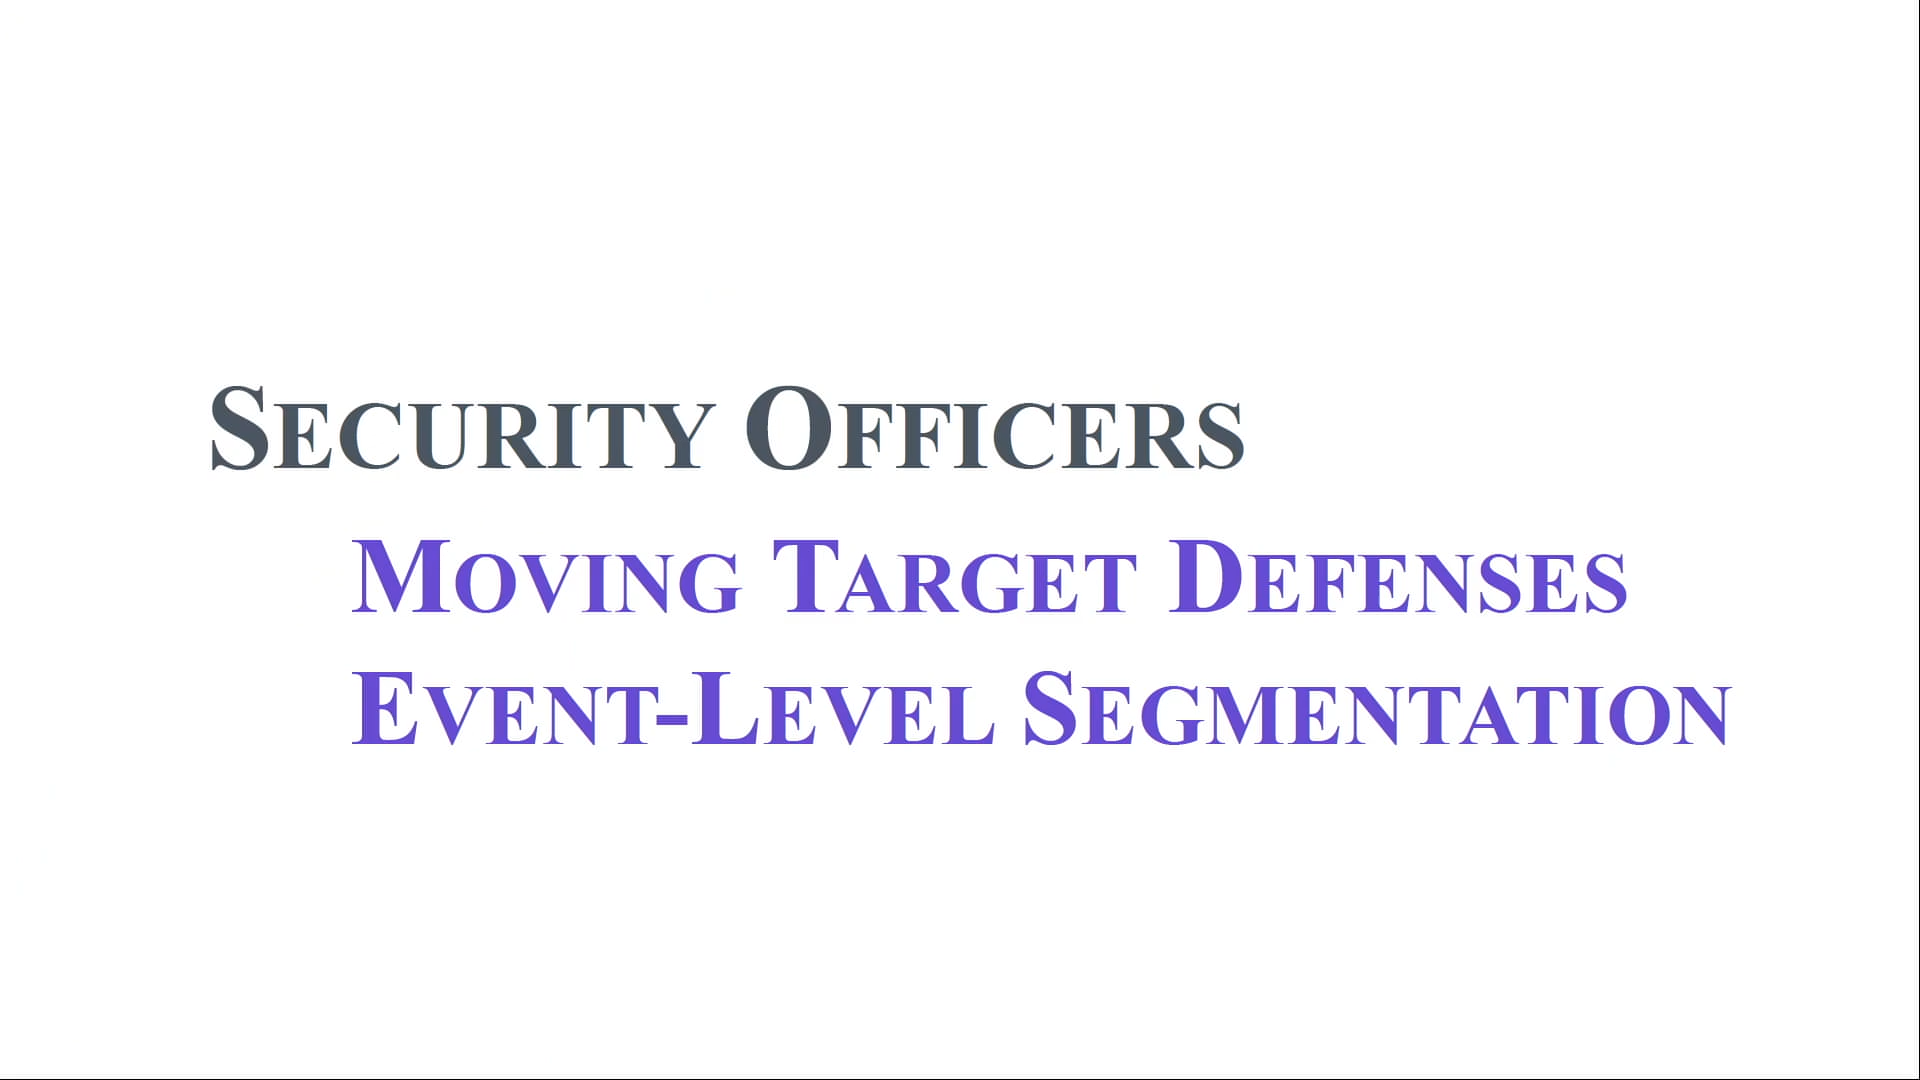 Security Officers
Moving Target Defenses
Event-Level Segmentation